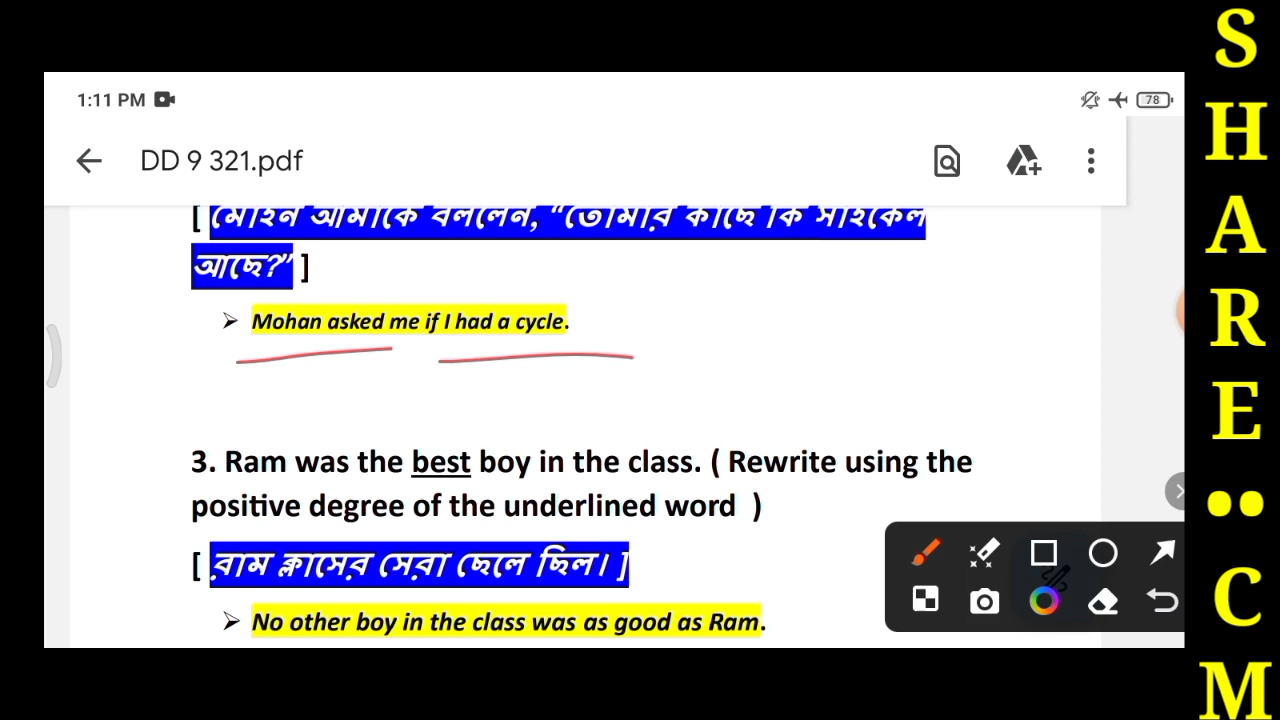 1:11 PM
78
DD 9 321.pdf
[ মোহন আমাকে বললেন, “তোমার কাছে কি সাইকেল
আছে?” ]
➢ Mohan asked me if I had a cycle.
3. Ram was the best boy in the class. ( Rewrite using the
positive degree of the underlined word )
[ রাম ক্লাসের সেরা ছেলে ছিল। ]
➢ No other boy in the class was as good as Ram.
SHARE••CM